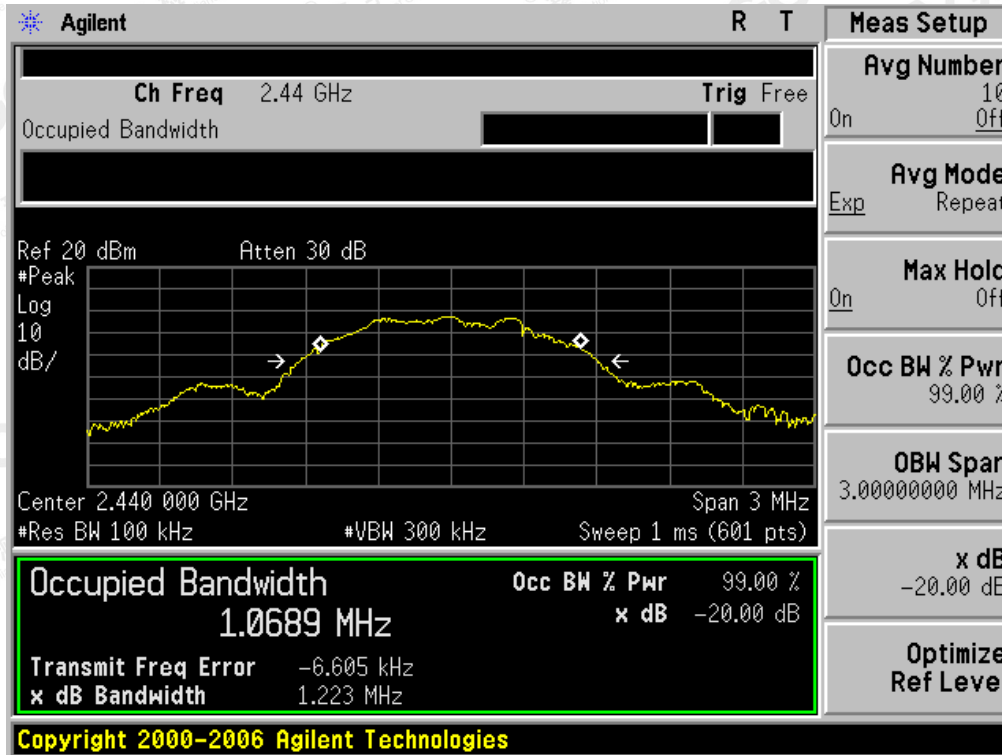 Agilent R T
Ch Freq 2.44 GHz Trig Free
Occupied Bandwidth
Ref 20 dBm Atten 30 dB
#Peak
Log
10
dB/
Center 2.440 000 GHz Span 3 MHz
#Res BW 100 kHz #VBW 300 kHz Sweep 1 ms (601 pts)
Occupied Bandwidth
1.0689 MHz
Occ BW % Pwr 99.00 %
x dB -20.00 dB
Transmit Freq Error -6.605 kHz
x dB Bandwidth 1.223 MHz
Copyright 2000-2006 Agilent Technologies
Meas Setup
Avg Number
10
On Off
Avg Mode
Exp Repeat
Max Hold
On Off
Occ BW % Pwr
99.00 %
OBW Span
3.00000000 MHz
x dB
-20.00 dB
Optimize
Ref Level